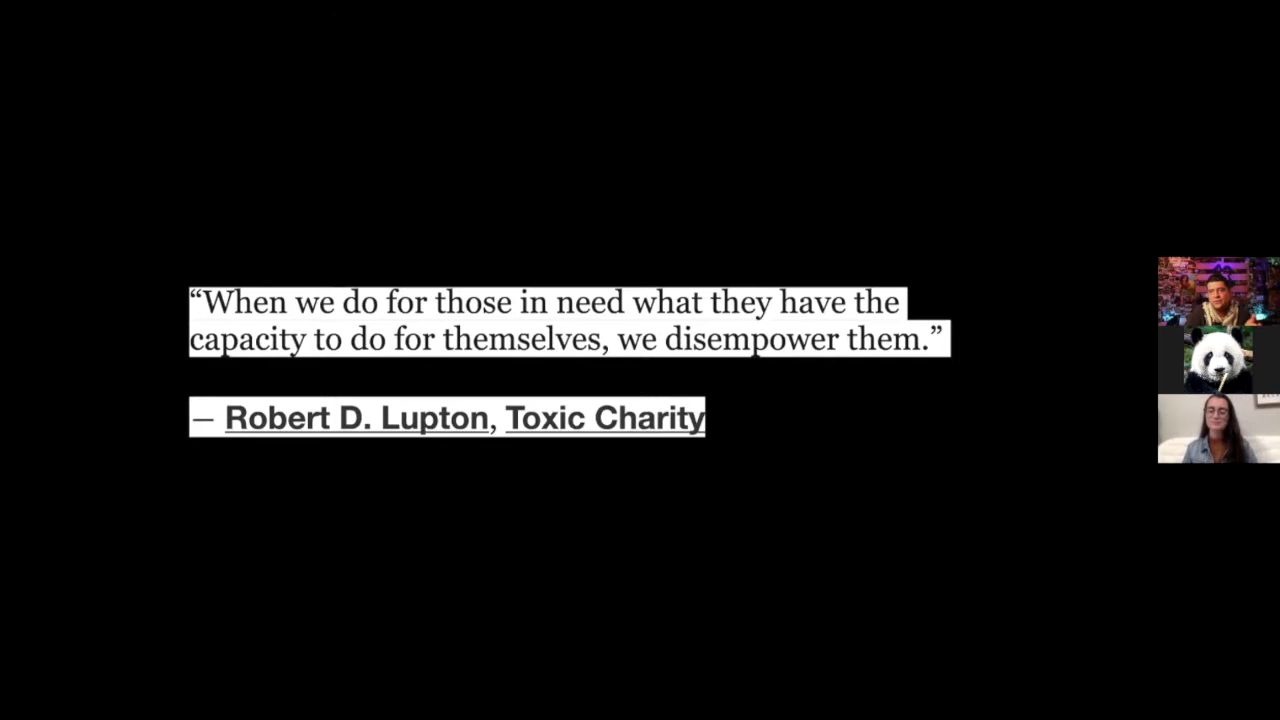 “When we do for those in need what they have the
capacity to do for themselves, we disempower them.”
— Robert D. Lupton, Toxic Charity